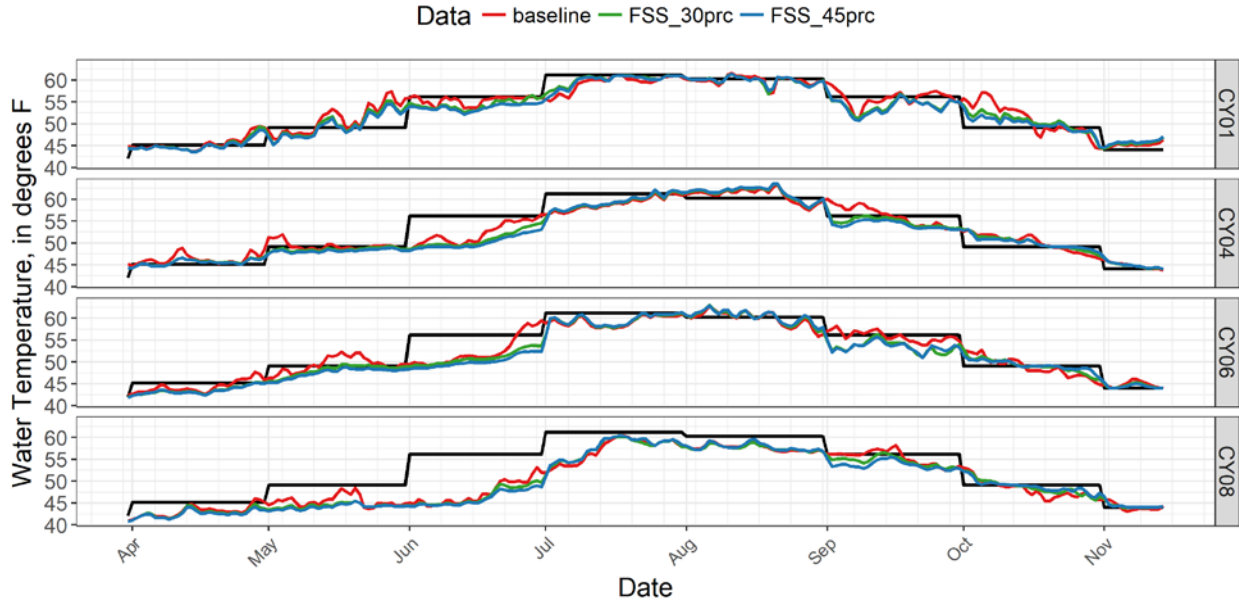 Data baseline FSS_30prc FSS_45prc
Water Temperature, in degrees F
60
55
50
45
40
CY01
60
55
50
45
40
CY04
60
55
50
45
40
CY06
60
55
50
45
40
CY08
Apr May Jun Jul Aug Sep Oct Nov
Date